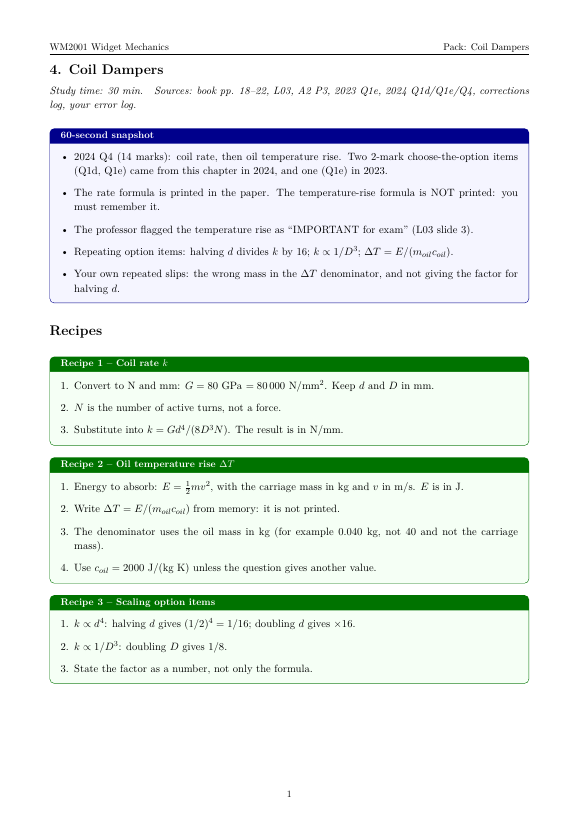 WM2001 Widget Mechanics Pack: Coil Dampers
4. Coil Dampers
Study time: 30 min. Sources: book pp. 18–22, L03, A2 P3, 2023 Q1e, 2024 Q1d/Q1e/Q4, corrections
log, your error log.
60-second snapshot
• 2024 Q4 (14 marks): coil rate, then oil temperature rise. Two 2-mark choose-the-option items
(Q1d, Q1e) came from this chapter in 2024, and one (Q1e) in 2023.
• The rate formula is printed in the paper. The temperature-rise formula is NOT printed: you
must remember it.
• The professor flagged the temperature rise as “IMPORTANT for exam” (L03 slide 3).
• Repeating option items: halving d divides k by 16; k ∝ 1/D³; ΔT = E/(m_oil c_oil).
• Your own repeated slips: the wrong mass in the ΔT denominator, and not giving the factor for
halving d.
Recipes
Recipe 1 – Coil rate k
1. Convert to N and mm: G = 80 GPa = 80 000 N/mm². Keep d and D in mm.
2. N is the number of active turns, not a force.
3. Substitute into k = Gd⁴/(8D³N). The result is in N/mm.
Recipe 2 – Oil temperature rise ΔT
1. Energy to absorb: E = ½mv², with the carriage mass in kg and v in m/s. E is in J.
2. Write ΔT = E/(m_oil c_oil) from memory: it is not printed.
3. The denominator uses the oil mass in kg (for example 0.040 kg, not 40 and not the carriage
mass).
4. Use c_oil = 2000 J/(kg K) unless the question gives another value.
Recipe 3 – Scaling option items
1. k ∝ d⁴: halving d gives (1/2)⁴ = 1/16; doubling d gives ×16.
2. k ∝ 1/D³: doubling D gives 1/8.
3. State the factor as a number, not only the formula.
1